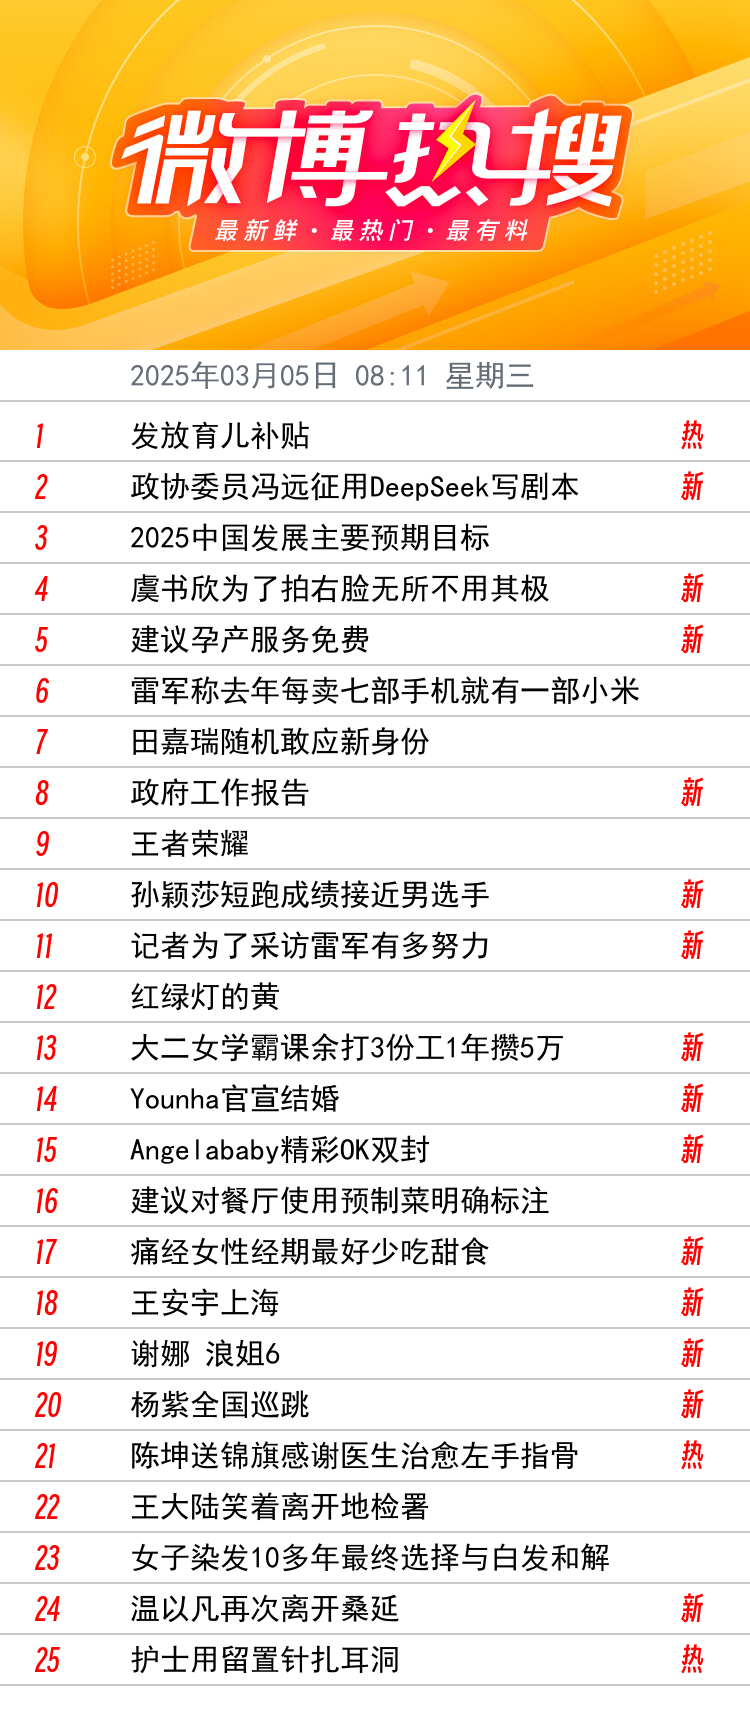 微博热搜
最新鲜·最热门·最有料
2025年03月05日 08:11 星期三
1 发放育儿补贴 热
2 政协委员冯远征用DeepSeek写剧本 新
3 2025中国发展主要预期目标
4 虞书欣为了拍右脸无所不用其极 新
5 建议孕产服务免费 新
6 雷军称去年每卖七部手机就有一部小米
7 田嘉瑞随机敢应新身份
8 政府工作报告 新
9 王者荣耀
10 孙颖莎短跑成绩接近男选手 新
11 记者为了采访雷军有多努力 新
12 红绿灯的黄
13 大二女学霸课余打3份工1年攒5万 新
14 Younha官宣结婚 新
15 Angelababy精彩OK双封 新
16 建议对餐厅使用预制菜明确标注
17 痛经女性经期最好少吃甜食 新
18 王安宇上海 新
19 谢娜 浪姐6 新
20 杨紫全国巡跳 新
21 陈坤送锦旗感谢医生治愈左手指骨 热
22 王大陆笑着离开地检署
23 女子染发10多年最终选择与白发和解
24 温以凡再次离开桑延 新
25 护士用留置针扎耳洞 热